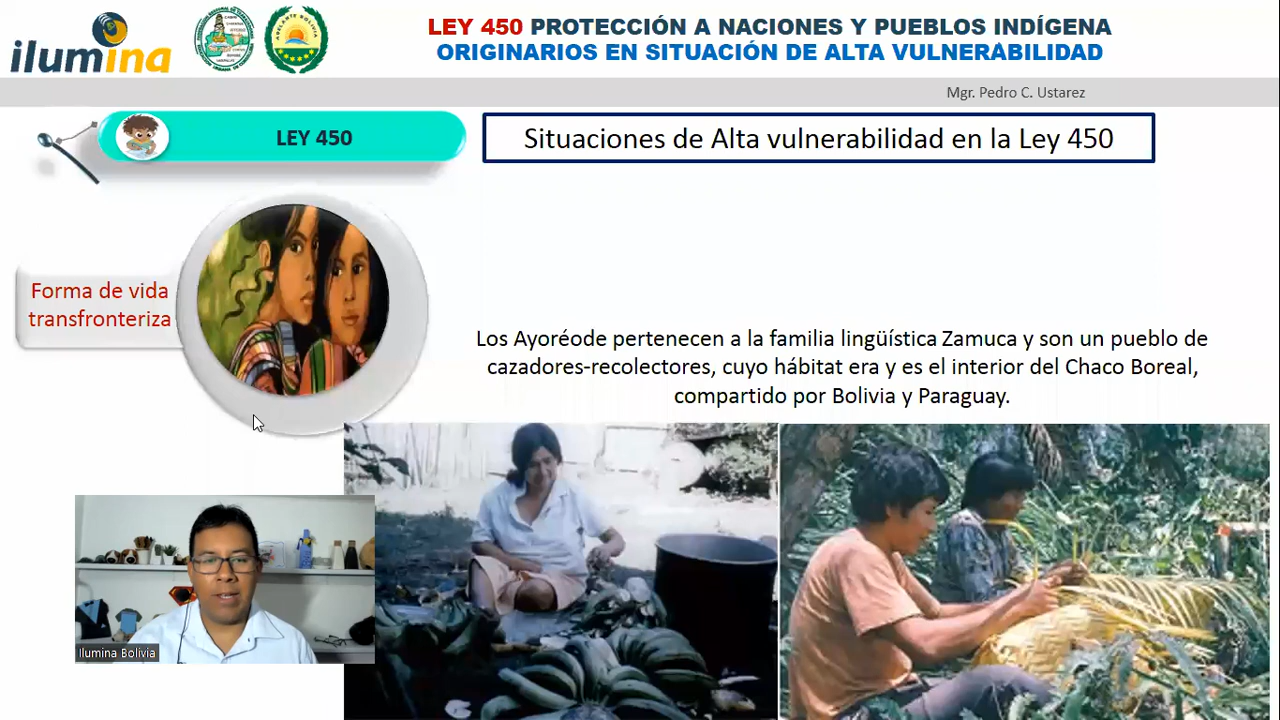 ilumina
AGUANTE BOLIVIA
LEY 450 PROTECCIÓN A NACIONES Y PUEBLOS INDÍGENA
ORIGINARIOS EN SITUACIÓN DE ALTA VULNERABILIDAD
Mgr. Pedro C. Ustarez
LEY 450
Situaciones de Alta vulnerabilidad en la Ley 450
Forma de vida
transfronteriza
Los Ayoréode pertenecen a la familia lingüística Zamuca y son un pueblo de
cazadores-recolectores, cuyo hábitat era y es el interior del Chaco Boreal,
compartido por Bolivia y Paraguay.
Ilumina Bolivia